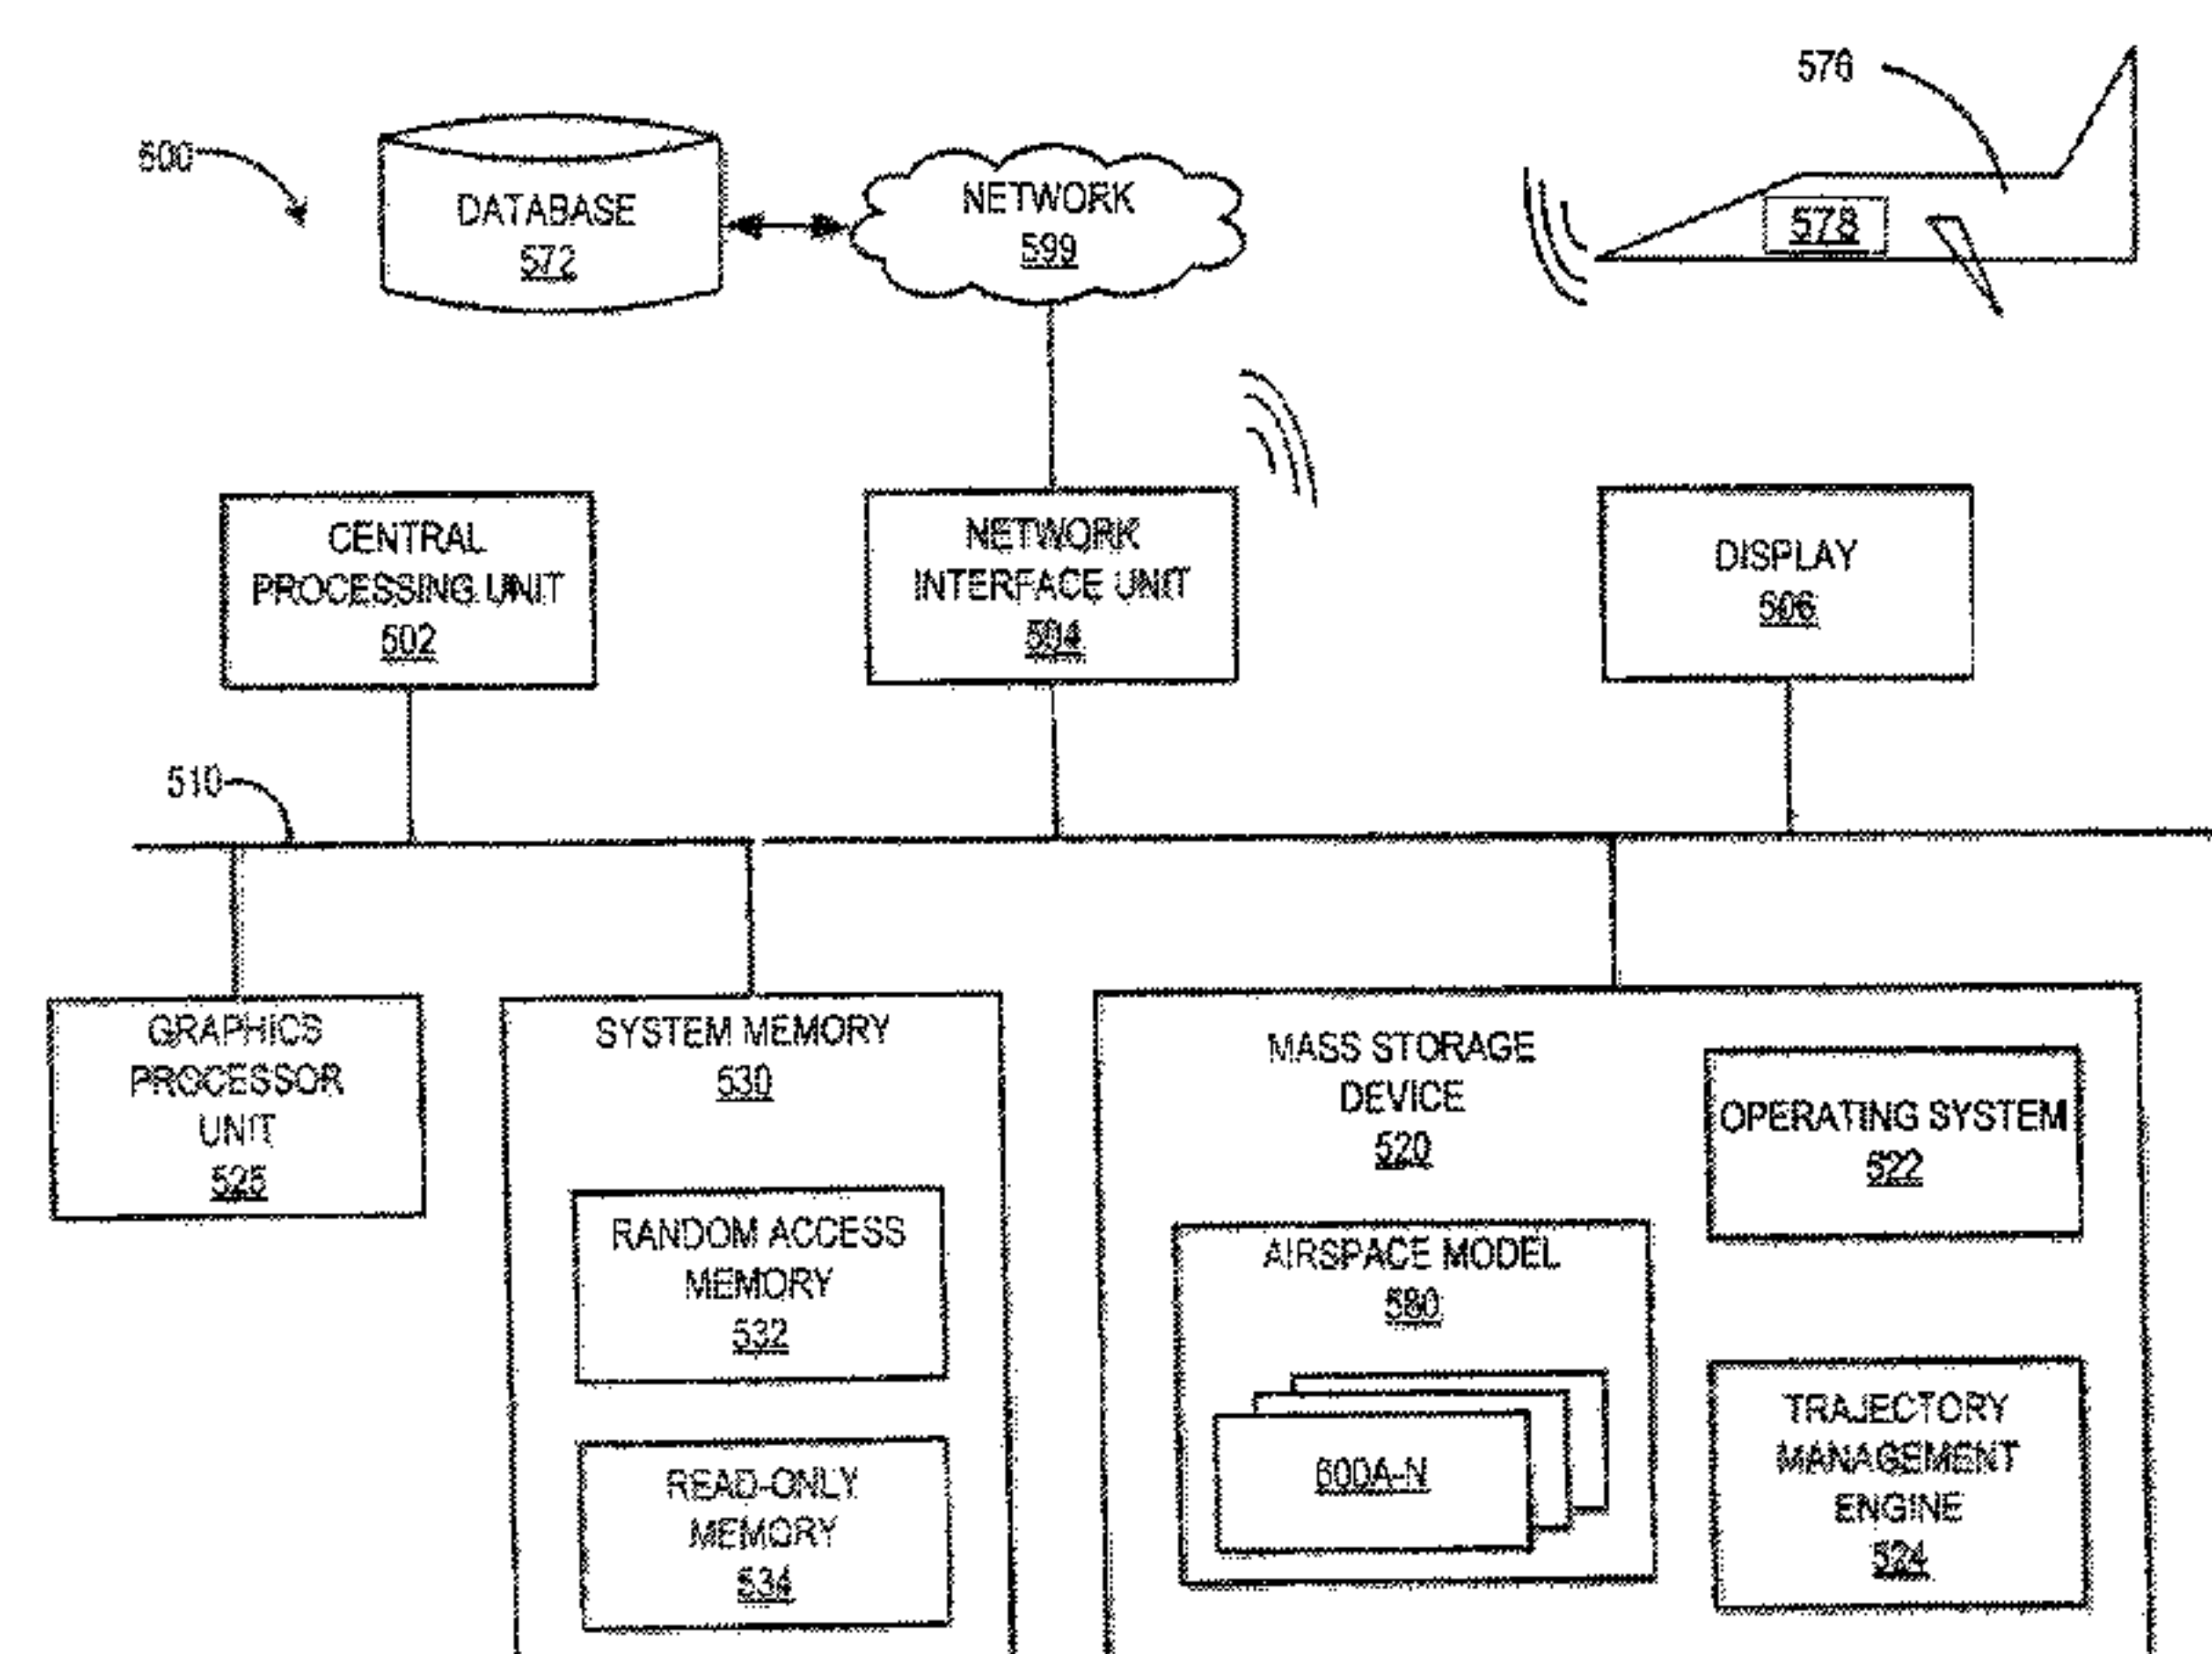 576
500
DATABASE
572
NETWORK
599
578
CENTRAL
PROCESSING UNIT
502
NETWORK
INTERFACE UNIT
504
DISPLAY
506
510
GRAPHICS
PROCESSOR
UNIT
525
SYSTEM MEMORY
530
RANDOM ACCESS
MEMORY
532
READ-ONLY
MEMORY
534
MASS STORAGE
DEVICE
520
OPERATING SYSTEM
522
AIRSPACE MODEL
580
600A-N
TRAJECTORY
MANAGEMENT
ENGINE
524